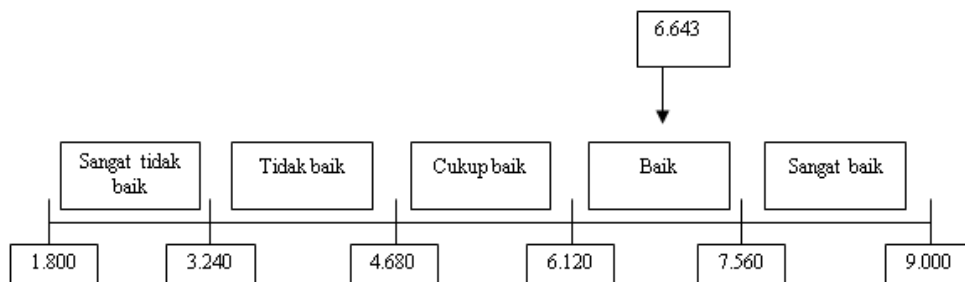 6.643
Sangat tidak
baik
Tidak baik
Cukup baik
Baik
Sangat baik
1.800
3.240
4.680
6.120
7.560
9.000